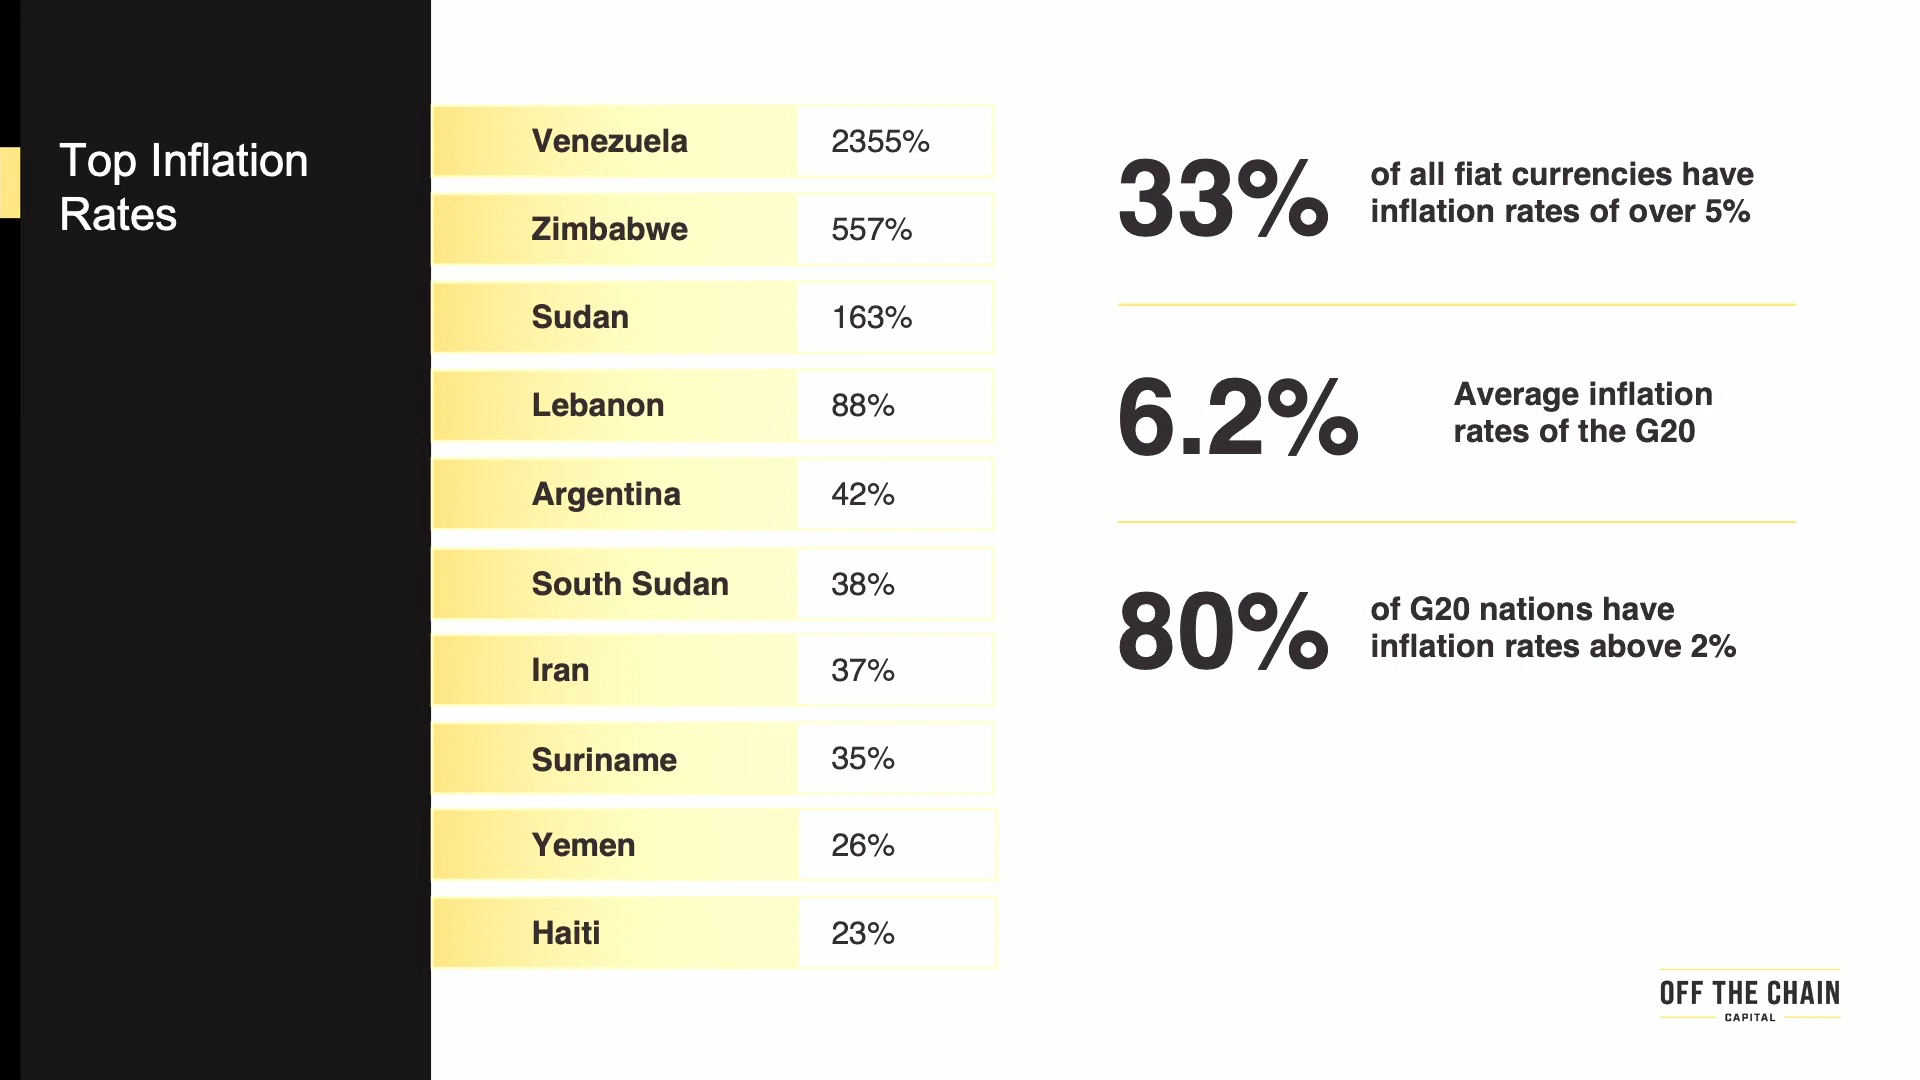 Top Inflation
Rates
Venezuela 2355%
Zimbabwe 557%
Sudan 163%
Lebanon 88%
Argentina 42%
South Sudan 38%
Iran 37%
Suriname 35%
Yemen 26%
Haiti 23%
33%
of all fiat currencies have
inflation rates of over 5%
6.2%
Average inflation
rates of the G20
80%
of G20 nations have
inflation rates above 2%
OFF THE CHAIN
CAPITAL